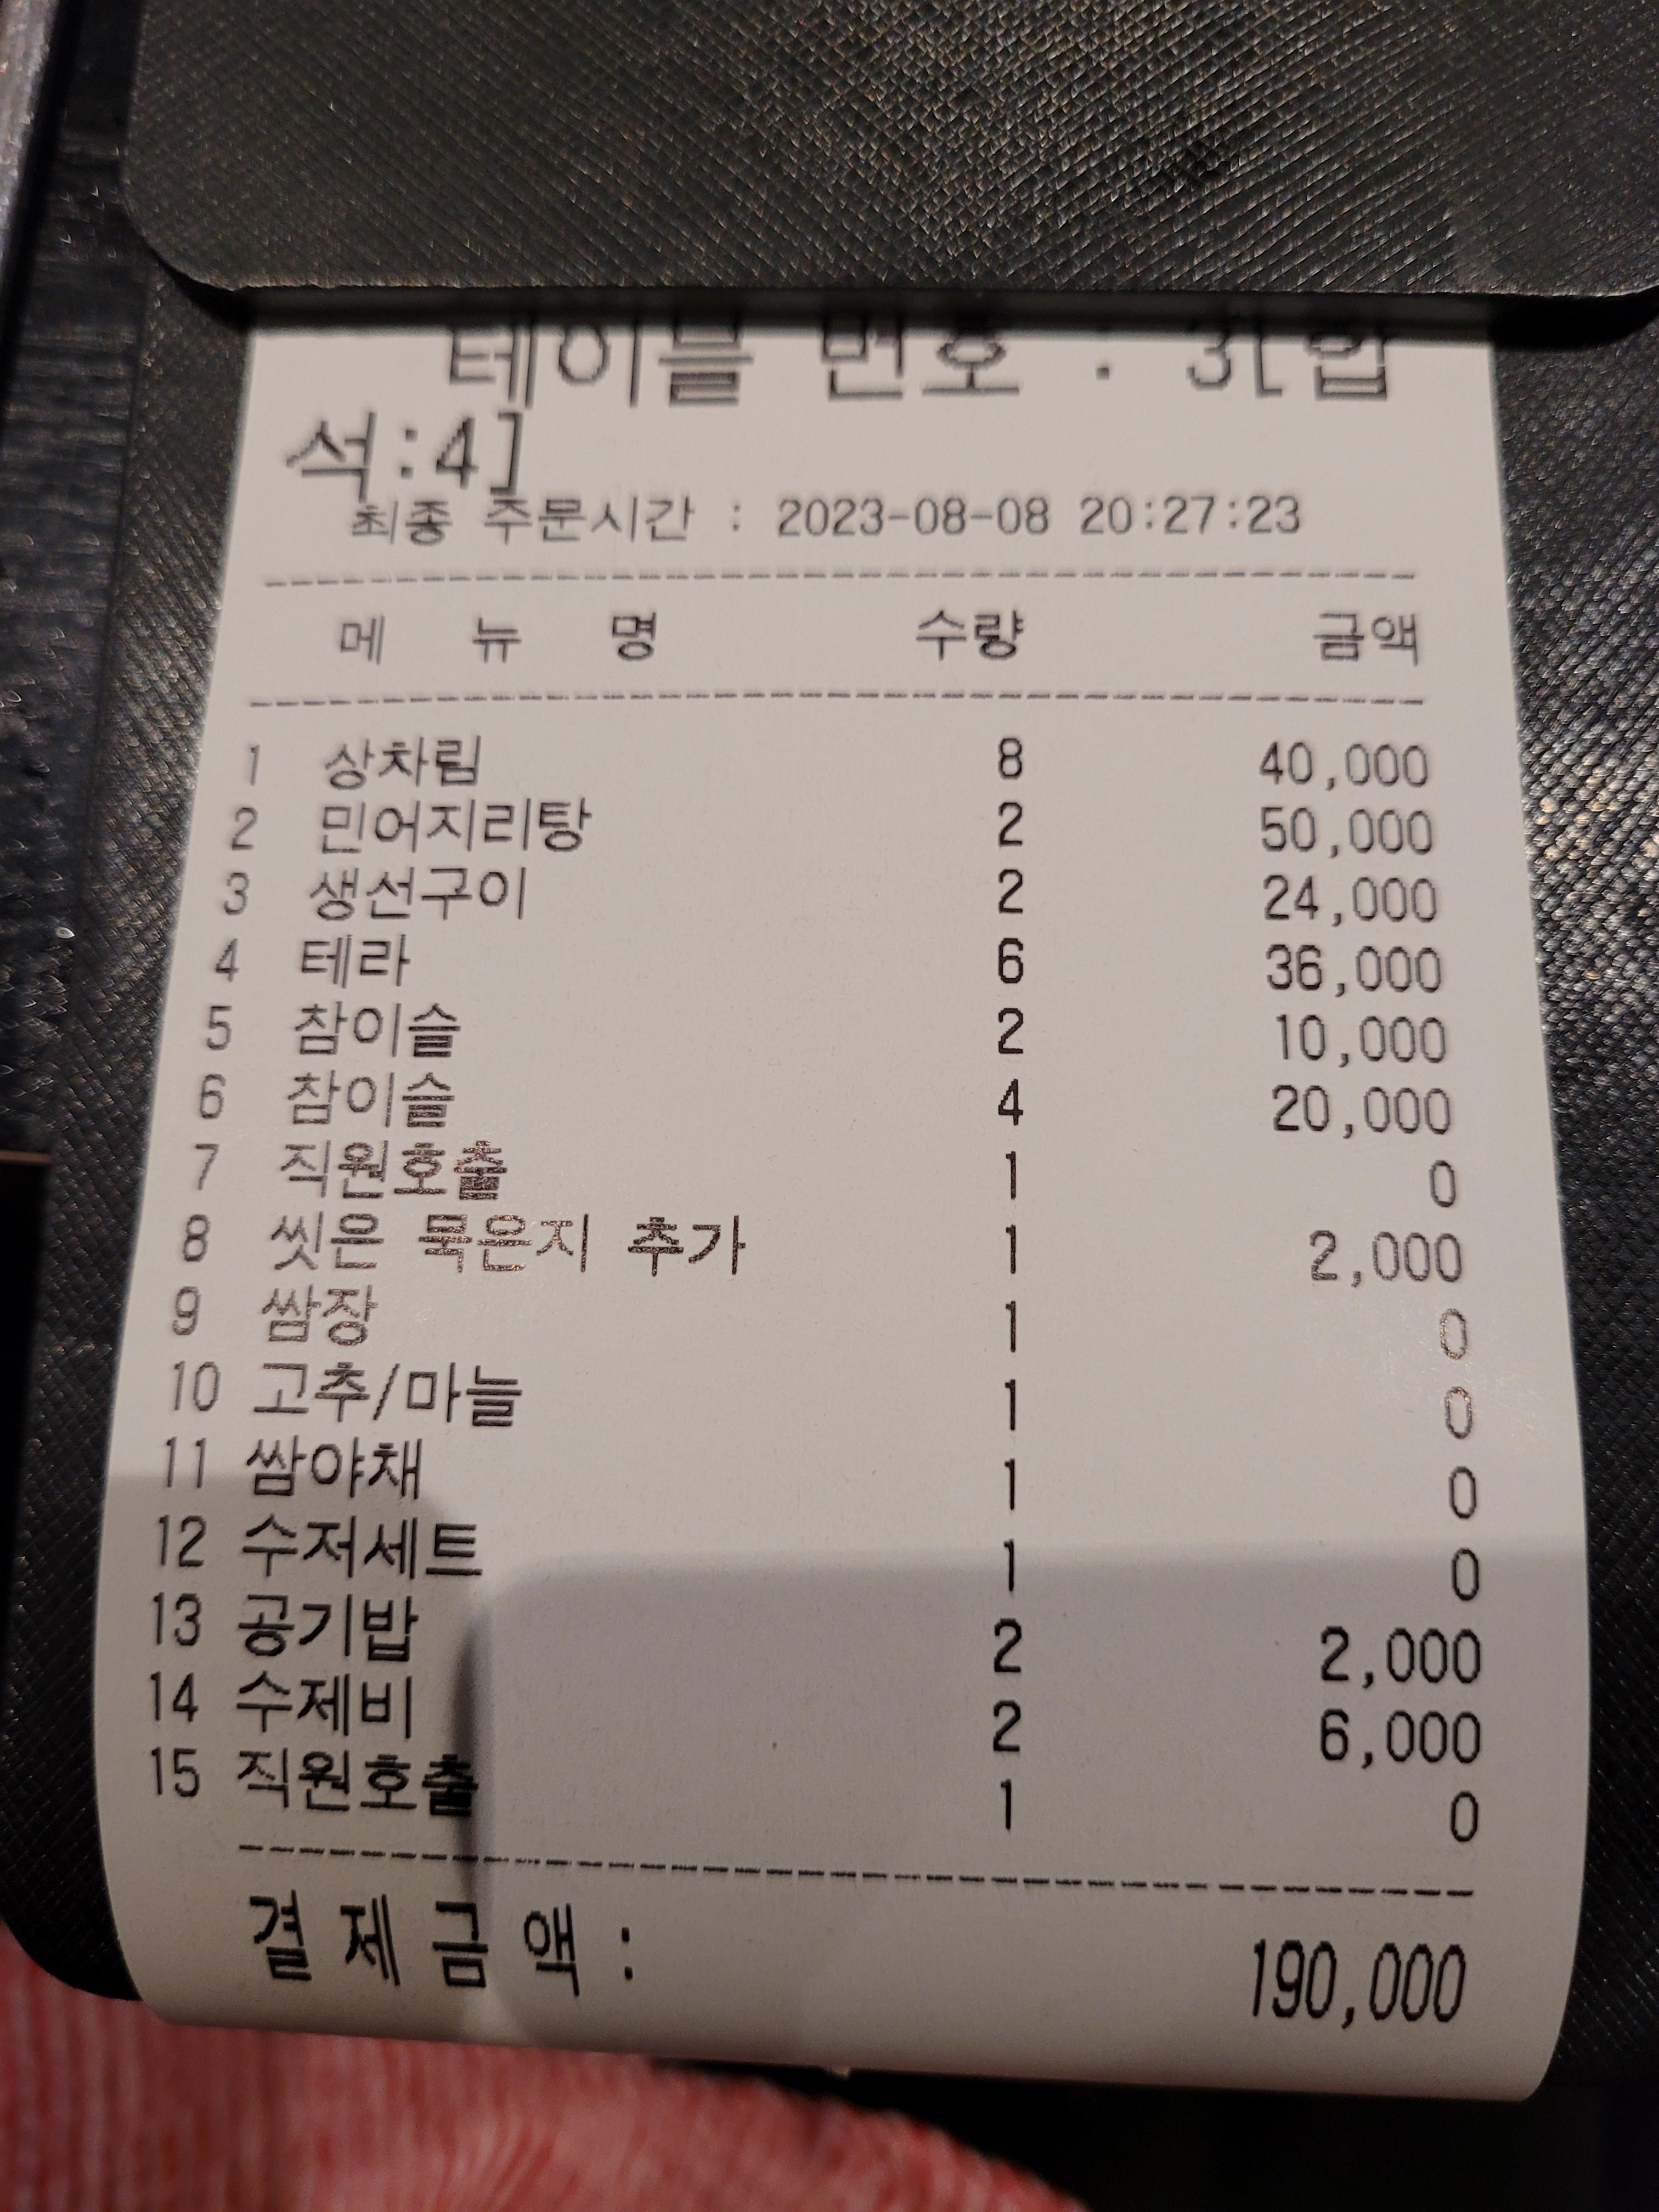 테이블 번호 : 3[합
석:4]
최종 주문시간 : 2023-08-08 20:27:23
메 뉴 명 수량 금액
1 상차림 8 40,000
2 민어지리탕 2 50,000
3 생선구이 2 24,000
4 테라 6 36,000
5 참이슬 2 10,000
6 참이슬 4 20,000
7 직원호출 1 0
8 씻은 묵은지 추가 1 2,000
9 쌈장 1 0
10 고추/마늘 1 0
11 쌈야채 1 0
12 수저세트 1 0
13 공기밥 2 2,000
14 수제비 2 6,000
15 직원호출 1 0
결제금액 : 190,000